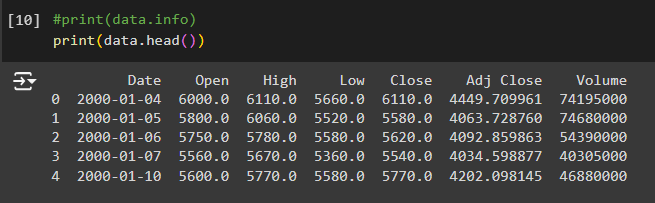 [10] #print(data.info)
print(data.head())
Date Open High Low Close Adj Close Volume
0 2000-01-04 6000.0 6110.0 5660.0 6110.0 4449.709961 74195000
1 2000-01-05 5800.0 6060.0 5520.0 5580.0 4063.728760 74680000
2 2000-01-06 5750.0 5780.0 5580.0 5620.0 4092.859863 54390000
3 2000-01-07 5560.0 5670.0 5360.0 5540.0 4034.598877 40305000
4 2000-01-10 5600.0 5770.0 5580.0 5770.0 4202.098145 46880000